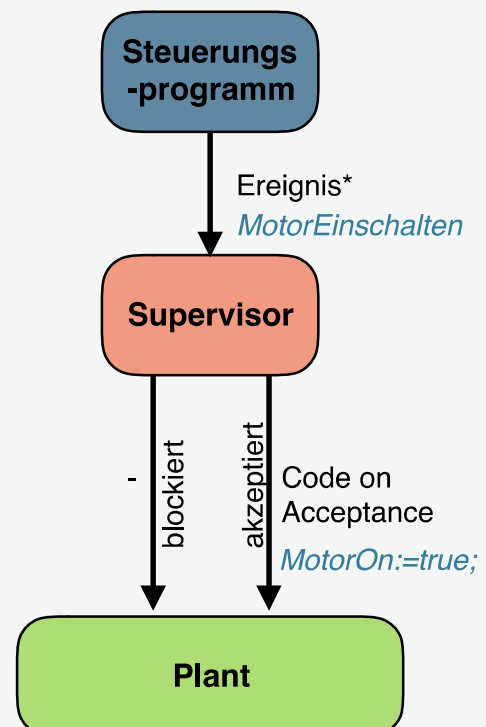 Steuerungs
-programm
Ereignis*
MotorEinschalten
Supervisor
-
blockiert
akzeptiert
Code on
Acceptance
MotorOn:=true;
Plant